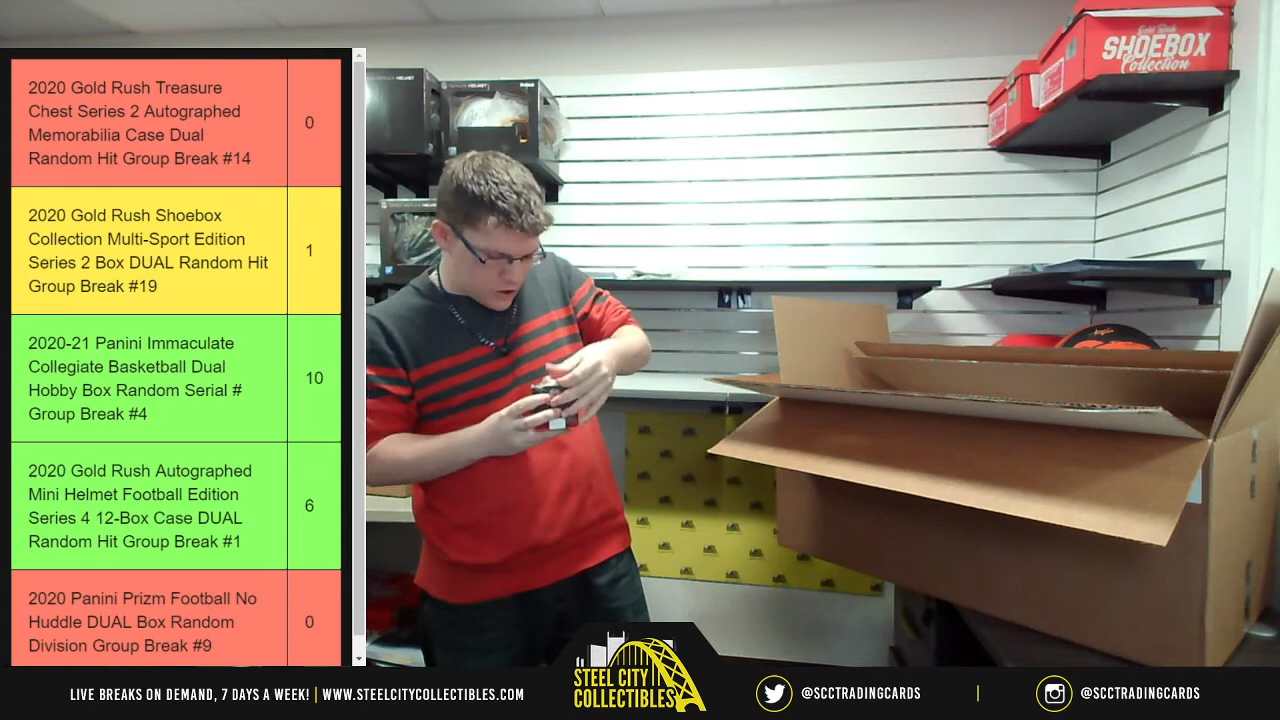 2020 Gold Rush Treasure
Chest Series 2 Autographed
Memorabilia Case Dual
Random Hit Group Break #14
0
2020 Gold Rush Shoebox
Collection Multi-Sport Edition
Series 2 Box DUAL Random Hit
Group Break #19
1
2020-21 Panini Immaculate
Collegiate Basketball Dual
Hobby Box Random Serial #
Group Break #4
10
2020 Gold Rush Autographed
Mini Helmet Football Edition
Series 4 12-Box Case DUAL
Random Hit Group Break #1
6
2020 Panini Prizm Football No
Huddle DUAL Box Random
Division Group Break #9
0
Gold Rush
SHOEBOX
Collection
LIVE BREAKS ON DEMAND, 7 DAYS A WEEK! | WWW.STEELCITYCOLLECTIBLES.COM
STEEL CITY
COLLECTIBLES
@SCCTRADINGCARDS | @SCCTRADINGCARDS